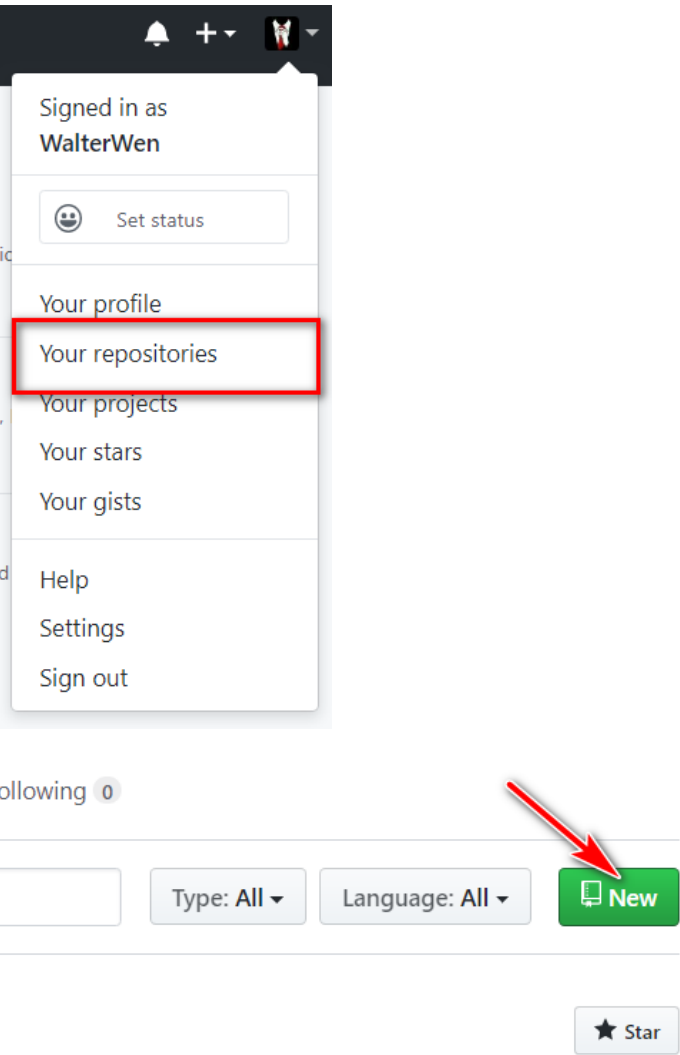 Signed in as
WalterWen
Set status
Your profile
Your repositories
Your projects
Your stars
Your gists
Help
Settings
Sign out
ollowing 0
Type: All
Language: All
New
Star